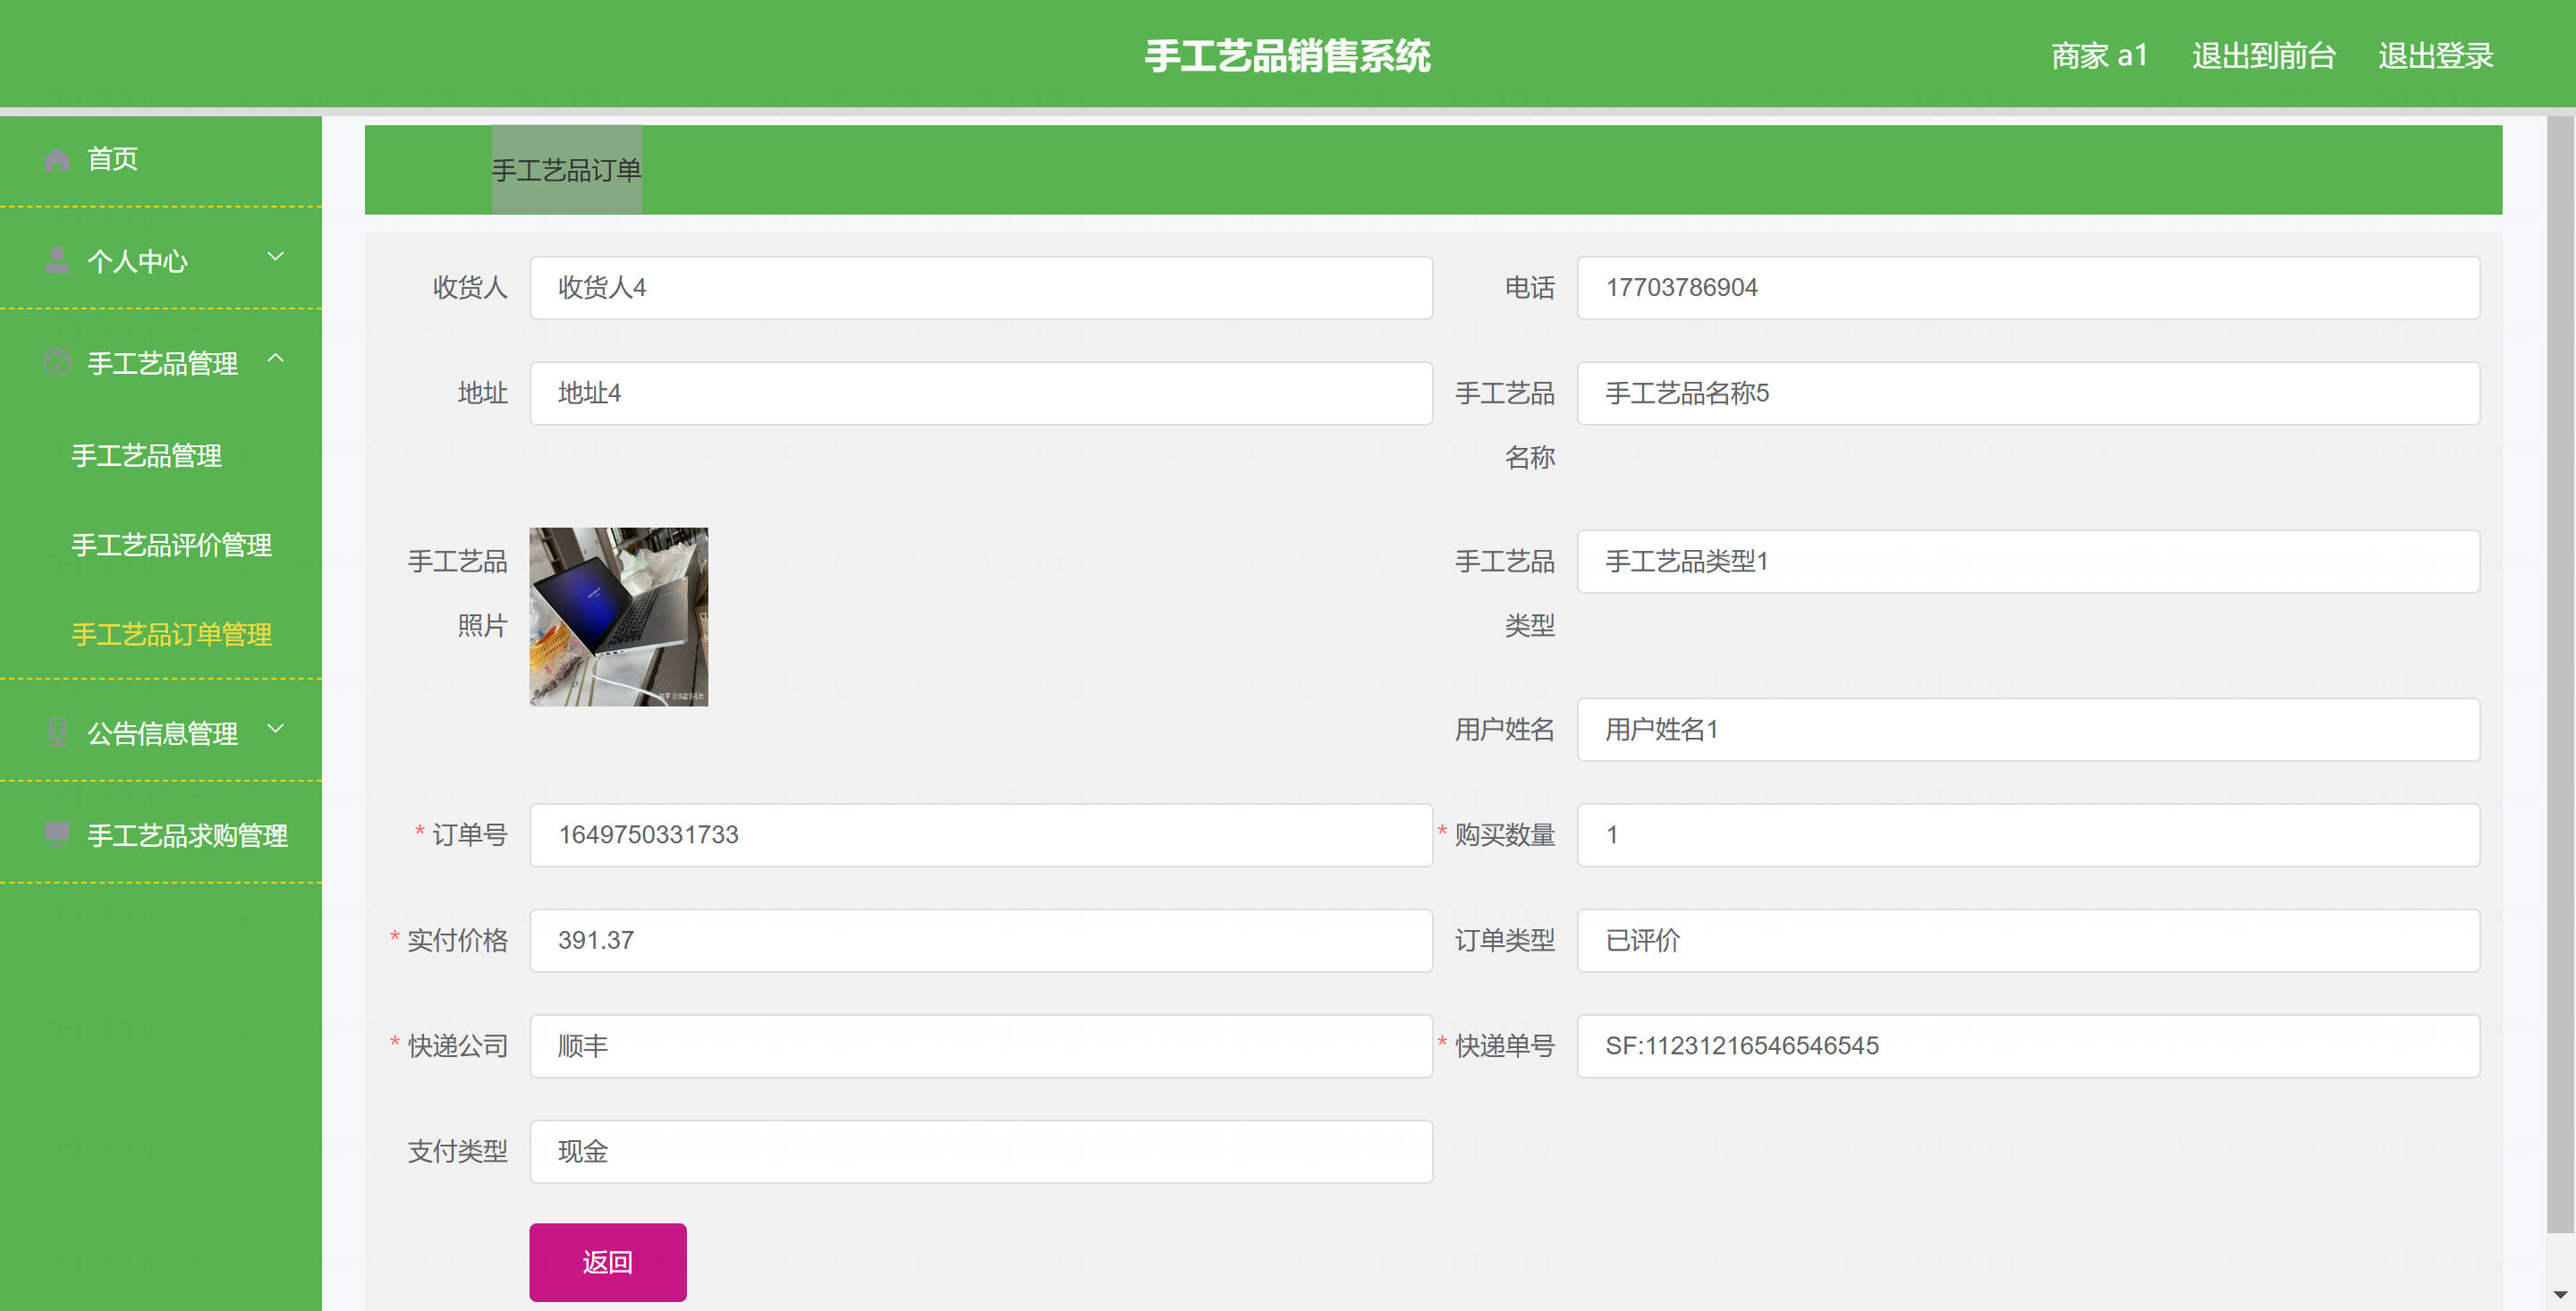 手工艺品销售系统
商家 a1 退出到前台 退出登录
首页
个人中心
手工艺品管理
手工艺品管理
手工艺品评价管理
手工艺品订单管理
公告信息管理
手工艺品求购管理
手工艺品订单
收货人 收货人4
电话 17703786904
地址 地址4
手工艺品 手工艺品名称5
名称
手工艺品
照片
手工艺品 手工艺品类型1
类型
用户姓名 用户姓名1
* 订单号 1649750331733
* 购买数量 1
* 实付价格 391.37
订单类型 已评价
* 快递公司 顺丰
* 快递单号 SF:11231216546546545
支付类型 现金
返回